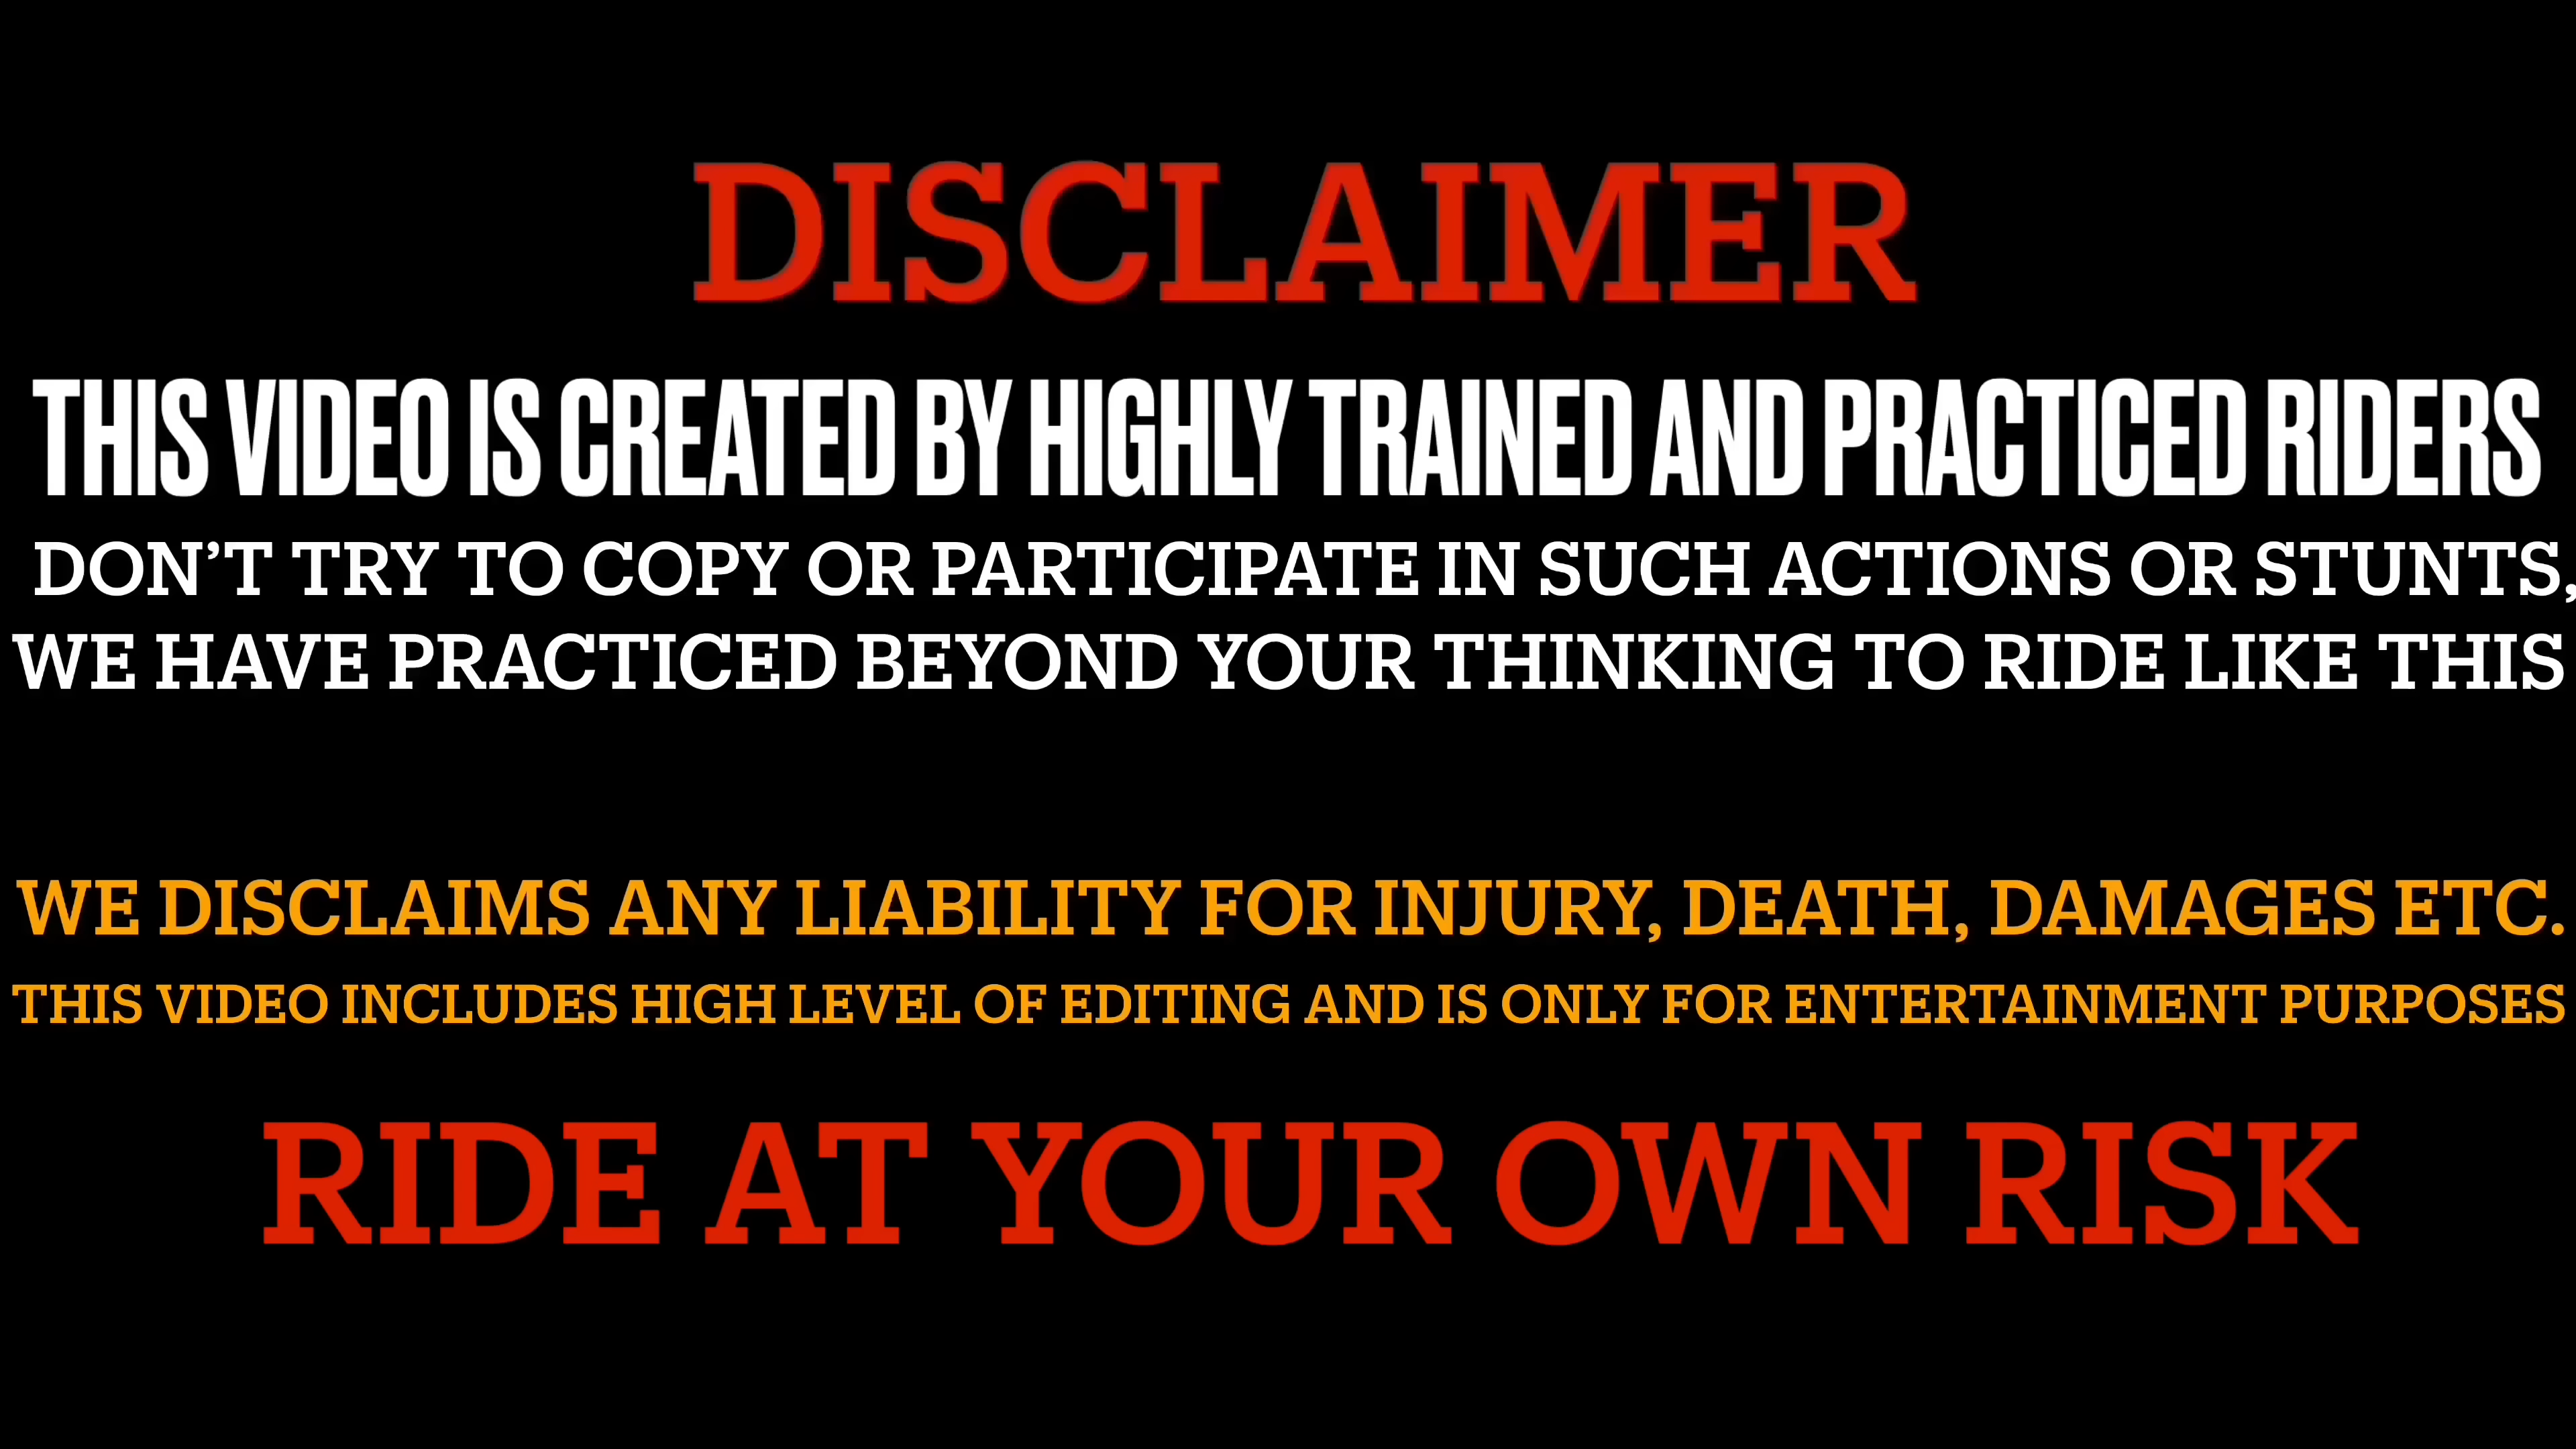 DISCLAIMER
THIS VIDEO IS CREATED BY HIGHLY TRAINED AND PRACTICED RIDERS
DON’T TRY TO COPY OR PARTICIPATE IN SUCH ACTIONS OR STUNTS,
WE HAVE PRACTICED BEYOND YOUR THINKING TO RIDE LIKE THIS
WE DISCLAIMS ANY LIABILITY FOR INJURY, DEATH, DAMAGES ETC.
THIS VIDEO INCLUDES HIGH LEVEL OF EDITING AND IS ONLY FOR ENTERTAINMENT PURPOSES
RIDE AT YOUR OWN RISK